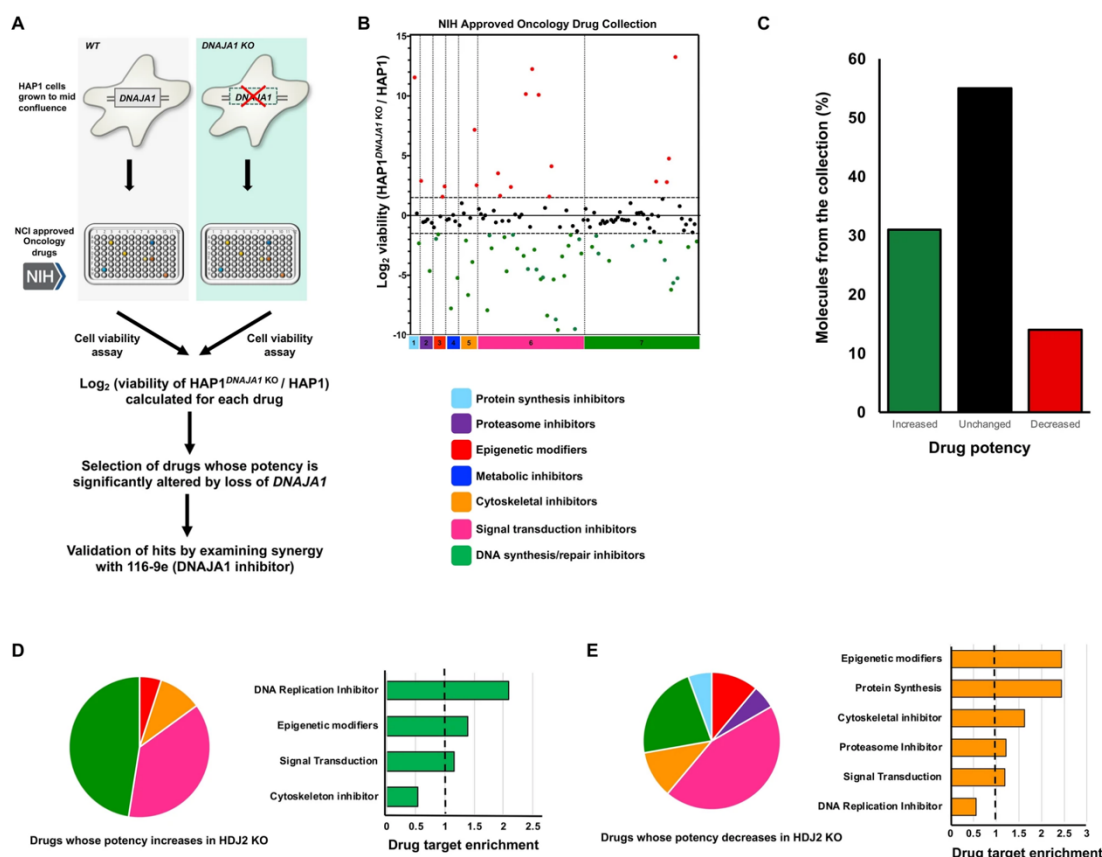 A
WT
DNAJA1 KO
HAP1 cells
grown to mid
confluence
DNAJA1
DNAJA1
NCI approved
Oncology
drugs
NIH
Cell viability
assay
Cell viability
assay
Log2 (viability of HAP1DNAJA1 KO / HAP1)
calculated for each drug
Selection of drugs whose potency is
significantly altered by loss of DNAJA1
Validation of hits by examining synergy
with 116-9e (DNAJA1 inhibitor)
B
NIH Approved Oncology Drug Collection
Log2 viability (HAP1DNAJA1 KO / HAP1)
15
10
5
0
-5
-10
1 2 3 4 5 6 7
Protein synthesis inhibitors
Proteasome inhibitors
Epigenetic modifiers
Metabolic inhibitors
Cytoskeletal inhibitors
Signal transduction inhibitors
DNA synthesis/repair inhibitors
C
Molecules from the collection (%)
60
50
40
30
20
10
0
Increased Unchanged Decreased
Drug potency
D
Drugs whose potency increases in HDJ2 KO
DNA Replication Inhibitor
Epigenetic modifiers
Signal Transduction
Cytoskeleton inhibitor
0 0.5 1 1.5 2 2.5
Drug target enrichment
E
Drugs whose potency decreases in HDJ2 KO
Epigenetic modifiers
Protein Synthesis
Cytoskeletal inhibitor
Proteasome Inhibitor
Signal Transduction
DNA Replication Inhibitor
0 0.5 1 1.5 2 2.5 3
Drug target enrichment